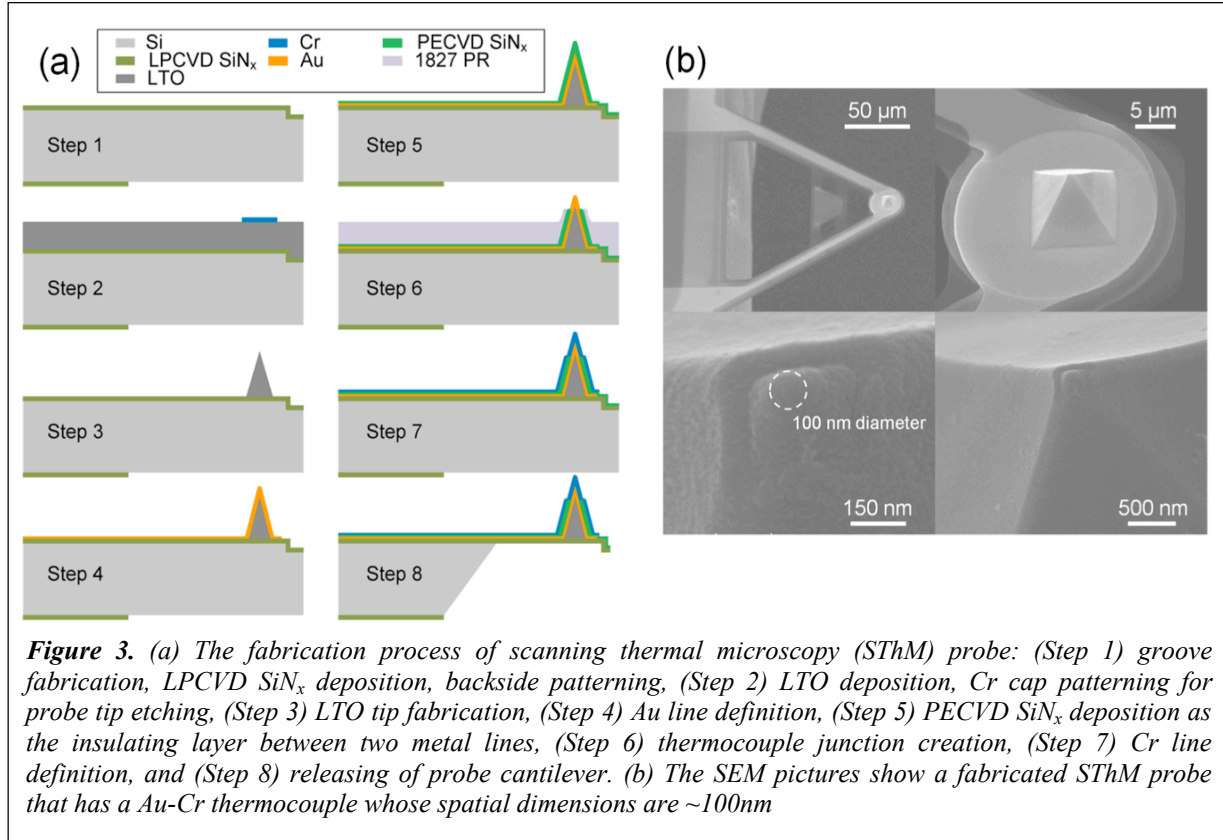 (a)
Si
Cr
PECVD SiNx
LPCVD SiNx
Au
1827 PR
LTO
Step 1
Step 5
Step 2
Step 6
Step 3
Step 7
Step 4
Step 8
(b)
50 µm
5 µm
100 nm diameter
150 nm
500 nm
Figure 3. (a) The fabrication process of scanning thermal microscopy (SThM) probe: (Step 1) groove
fabrication, LPCVD SiNx deposition, backside patterning, (Step 2) LTO deposition, Cr cap patterning for
probe tip etching, (Step 3) LTO tip fabrication, (Step 4) Au line definition, (Step 5) PECVD SiNx deposition as
the insulating layer between two metal lines, (Step 6) thermocouple junction creation, (Step 7) Cr line
definition, and (Step 8) releasing of probe cantilever. (b) The SEM pictures show a fabricated SThM probe
that has a Au-Cr thermocouple whose spatial dimensions are ~100nm